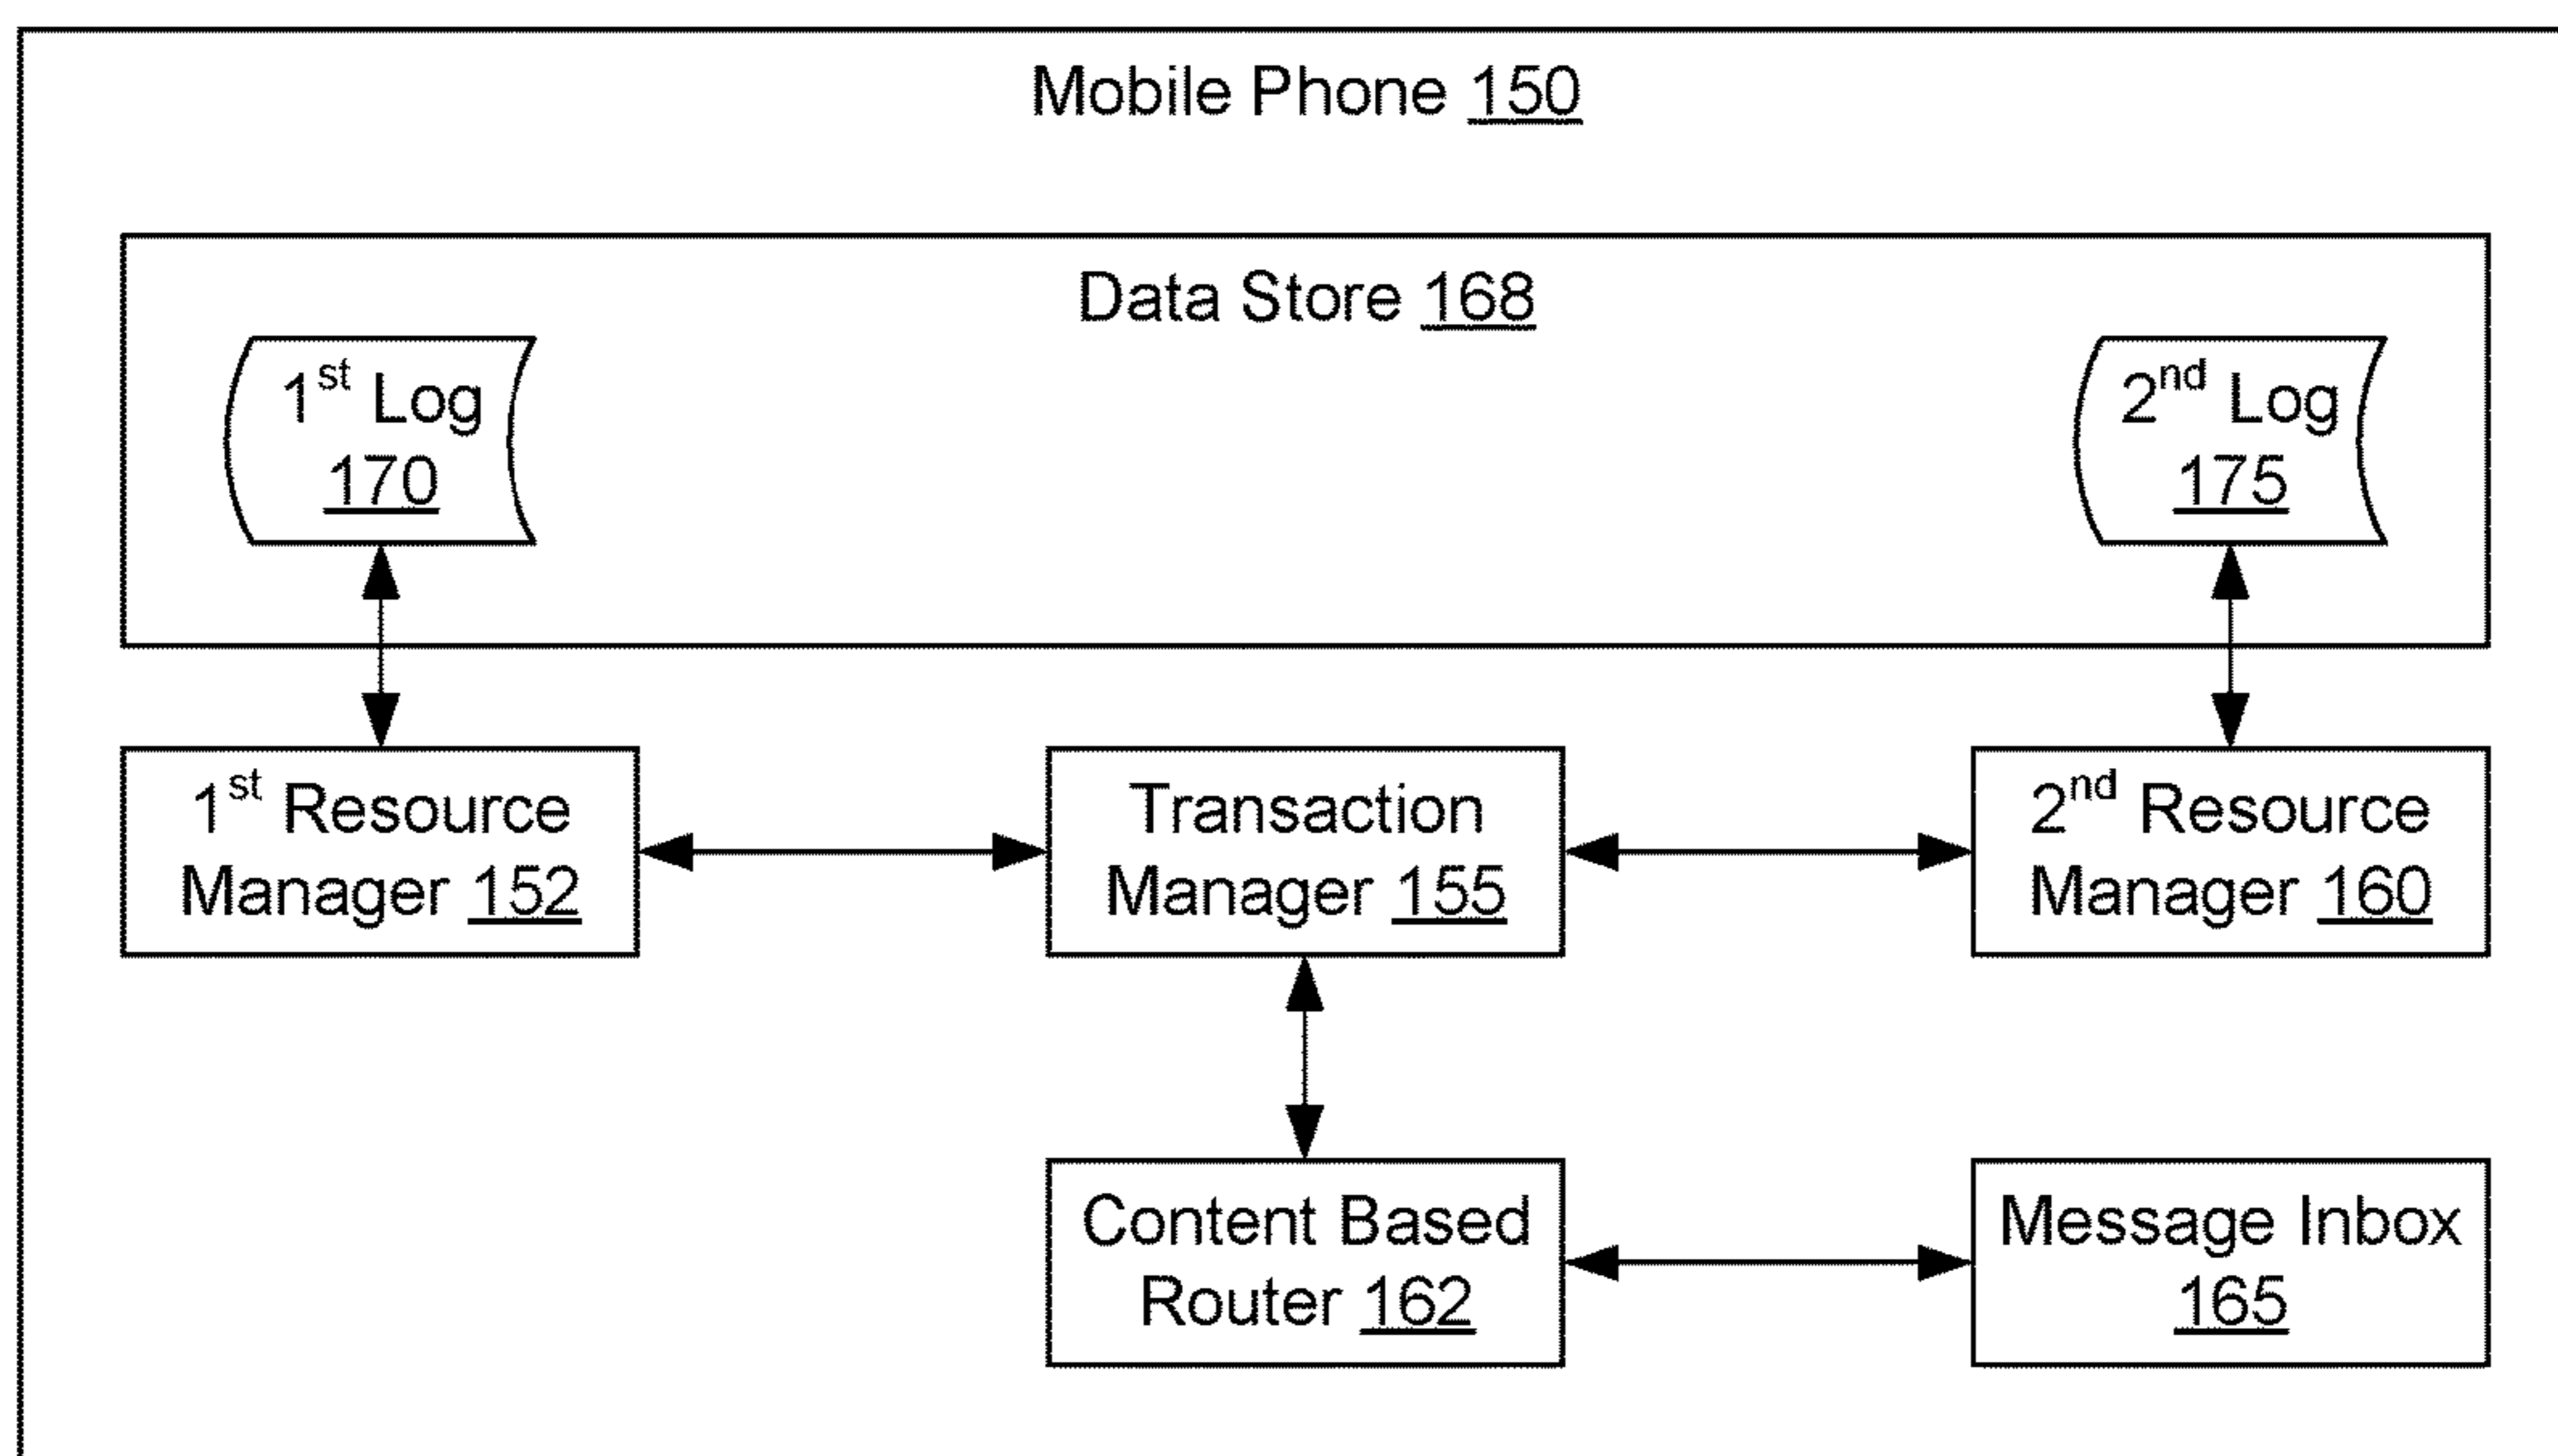 Mobile Phone 150
Data Store 168
1st Log
170
2nd Log
175
1st Resource
Manager 152
Transaction
Manager 155
2nd Resource
Manager 160
Content Based
Router 162
Message Inbox
165